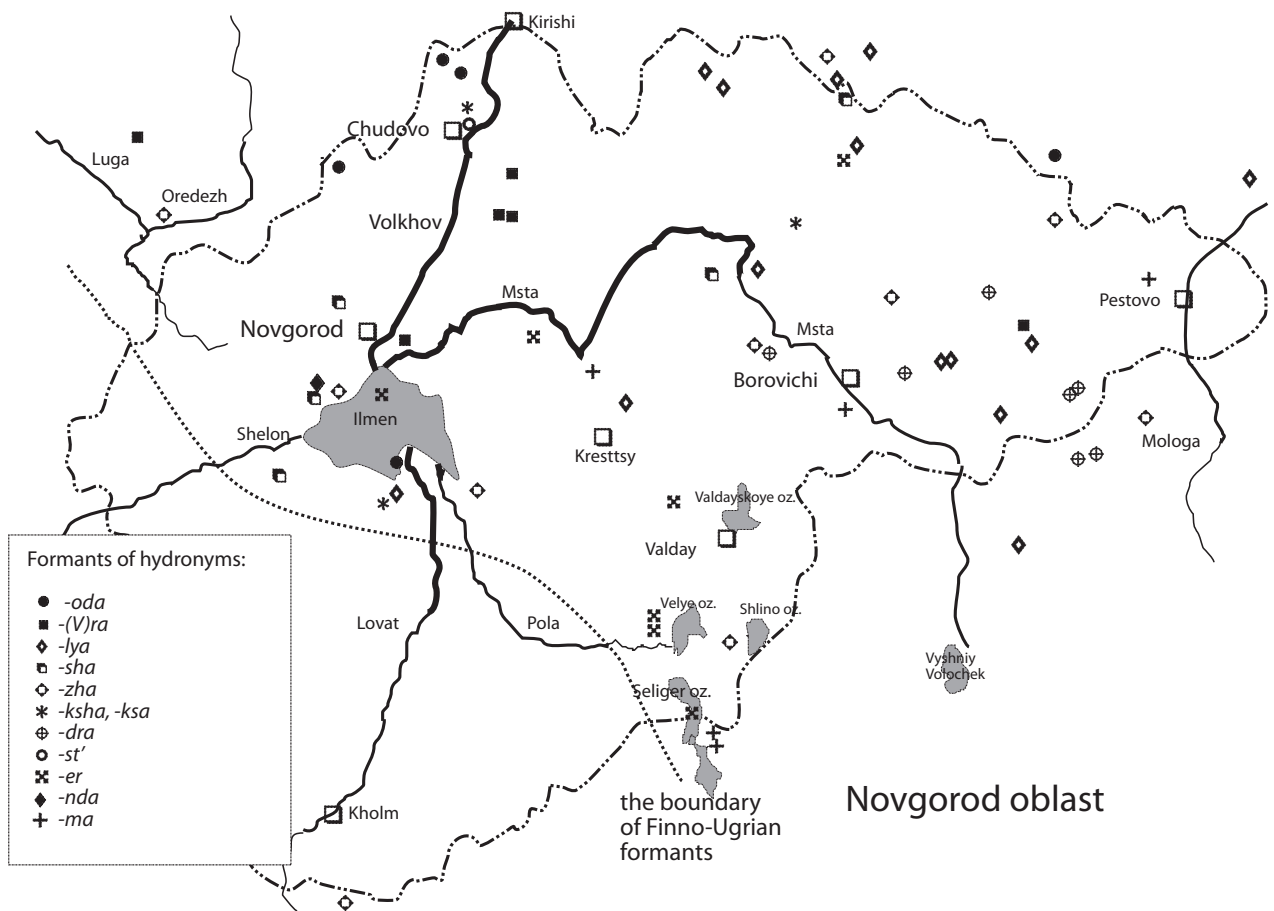 Kirishi
Chudovo
Luga
Oredezh
Volkhov
Msta
Novgorod
Pestovo
Msta
Borovichi
Ilmen
Shelon
Kresttsy
Mologa
Valdayskoye oz.
Valday
Formants of hydronyms:
-oda
-(V)ra
-lya
-sha
-zha
-ksha, -ksa
-dra
-st’
-er
-nda
-ma
Lovat
Pola
Velye oz.
Shlino oz.
Vyshniy
Volochek
Seliger oz.
Kholm
the boundary
of Finno-Ugrian
formants
Novgorod oblast